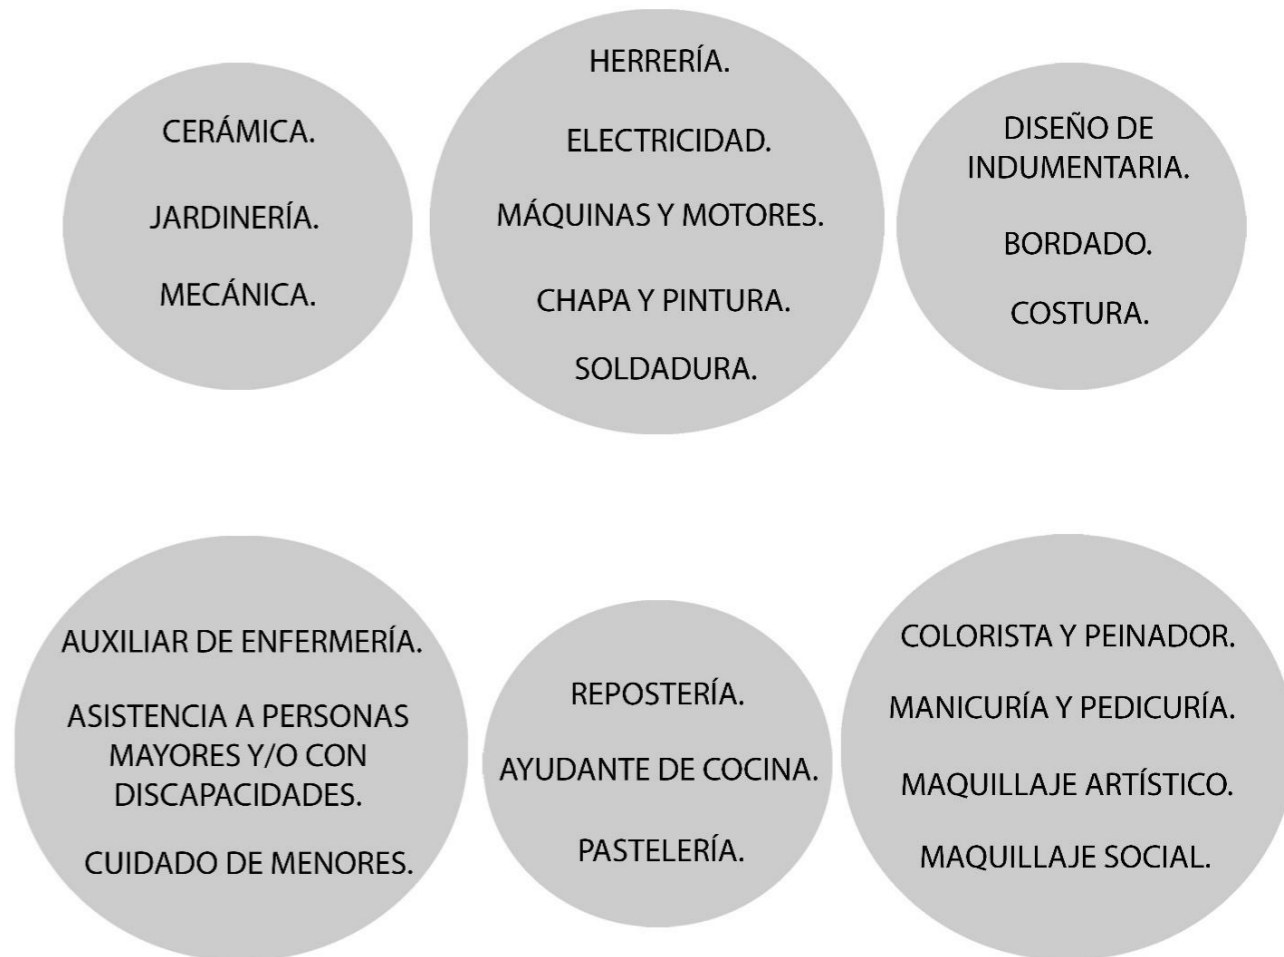 CERÁMICA.
JARDINERÍA.
MECÁNICA.
HERRERÍA.
ELECTRICIDAD.
MÁQUINAS Y MOTORES.
CHAPA Y PINTURA.
SOLDADURA.
DISEÑO DE
INDUMENTARIA.
BORDADO.
COSTURA.
AUXILIAR DE ENFERMERÍA.
ASISTENCIA A PERSONAS
MAYORES Y/O CON
DISCAPACIDADES.
CUIDADO DE MENORES.
REPOSTERÍA.
AYUDANTE DE COCINA.
PASTELERÍA.
COLORISTA Y PEINADOR.
MANICURÍA Y PEDICURÍA.
MAQUILLAJE ARTÍSTICO.
MAQUILLAJE SOCIAL.